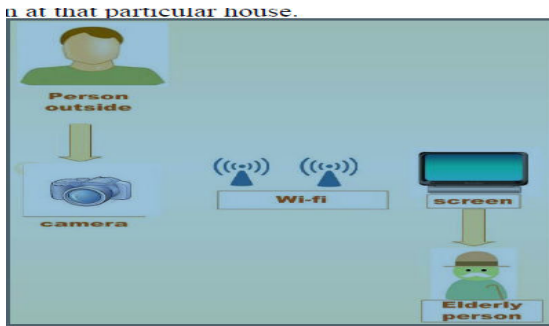 n at that particular house.
Person
outside
camera
Wi-fi
screen
Elderly
person